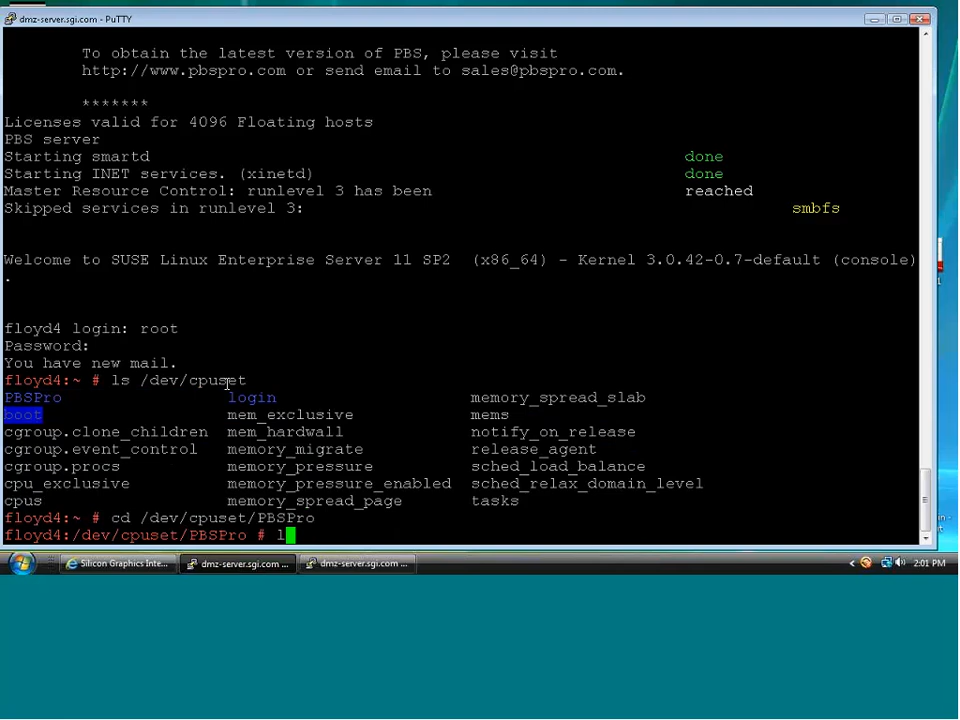 dmz-server.sgi.com - PuTTY
To obtain the latest version of PBS, please visit
http://www.pbspro.com or send email to sales@pbspro.com.
*******
Licenses valid for 4096 Floating hosts
PBS server
Starting smartd done
Starting INET services. (xinetd) done
Master Resource Control: runlevel 3 has been reached
Skipped services in runlevel 3: smbfs
Welcome to SUSE Linux Enterprise Server 11 SP2 (x86_64) - Kernel 3.0.42-0.7-default (console)
.
floyd4 login: root
Password:
You have new mail.
floyd4:~ # ls /dev/cpuset
PBSPro login memory_spread_slab
boot mem_exclusive mems
cgroup.clone_children mem_hardwall notify_on_release
cgroup.event_control memory_migrate release_agent
cgroup.procs memory_pressure sched_load_balance
cpu_exclusive memory_pressure_enabled sched_relax_domain_level
cpus memory_spread_page tasks
floyd4:~ # cd /dev/cpuset/PBSPro
floyd4:/dev/cpuset/PBSPro # l
Silicon Graphics Inte... dmz-server.sgi.com ... dmz-server.sgi.com ... 2:01 PM